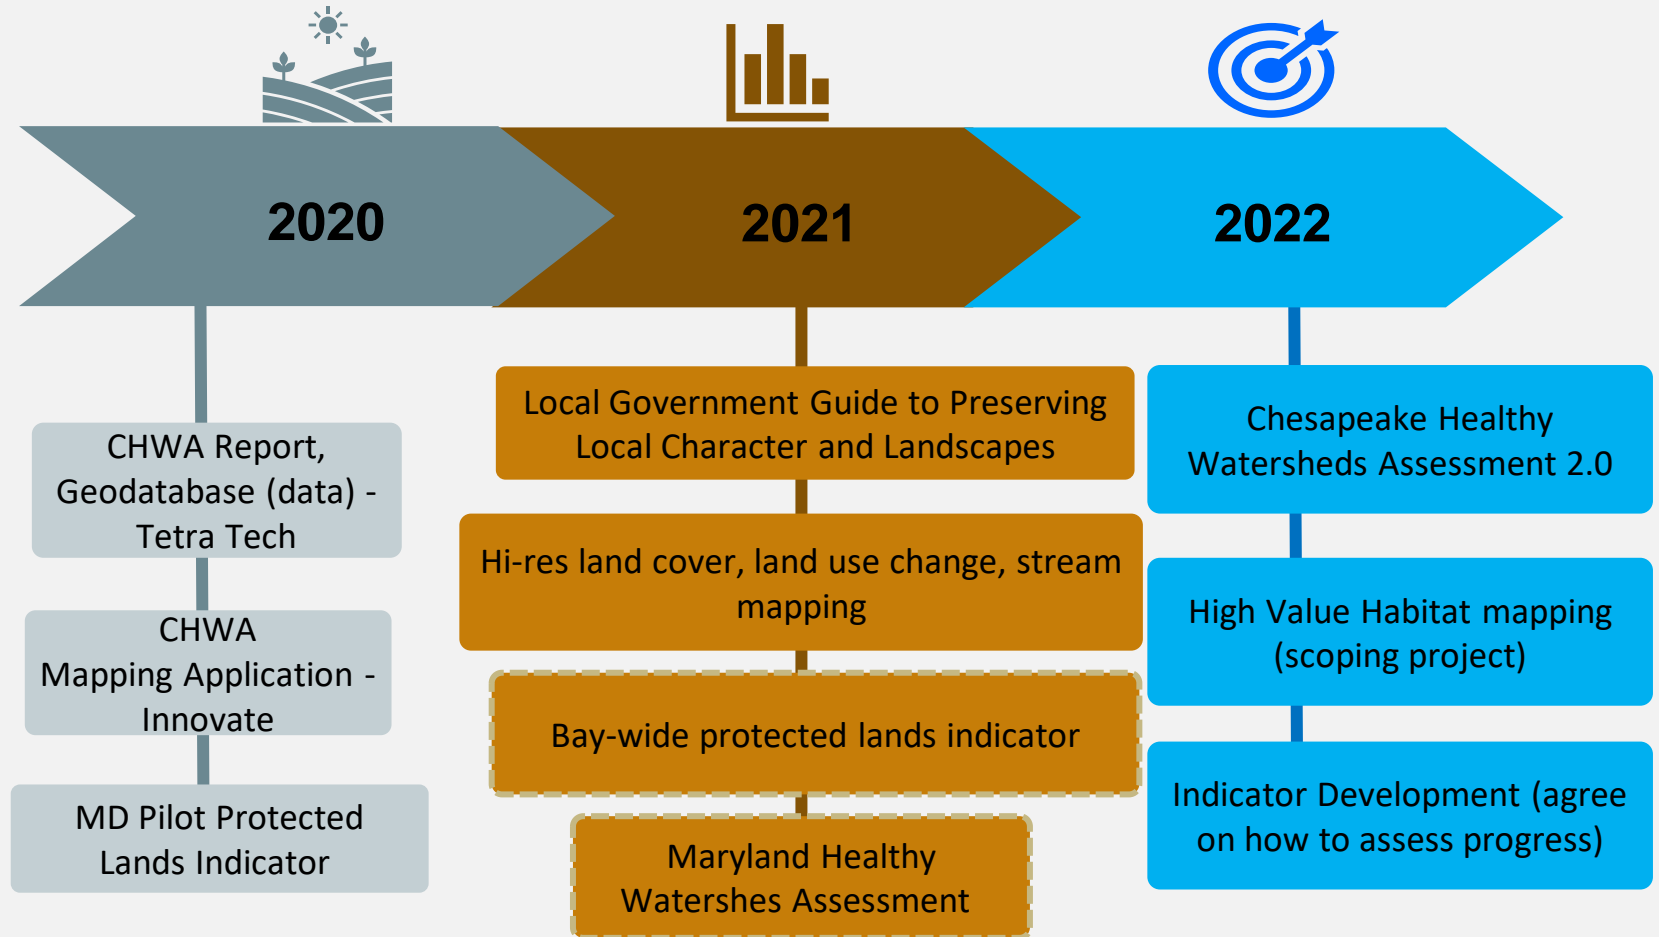 2020
2021
2022
CHWA Report,
Geodatabase (data) -
Tetra Tech
CHWA
Mapping Application -
Innovate
MD Pilot Protected
Lands Indicator
Local Government Guide to Preserving
Local Character and Landscapes
Hi-res land cover, land use change, stream
mapping
Bay-wide protected lands indicator
Maryland Healthy
Watershes Assessment
Chesapeake Healthy
Watersheds Assessment 2.0
High Value Habitat mapping
(scoping project)
Indicator Development (agree
on how to assess progress)